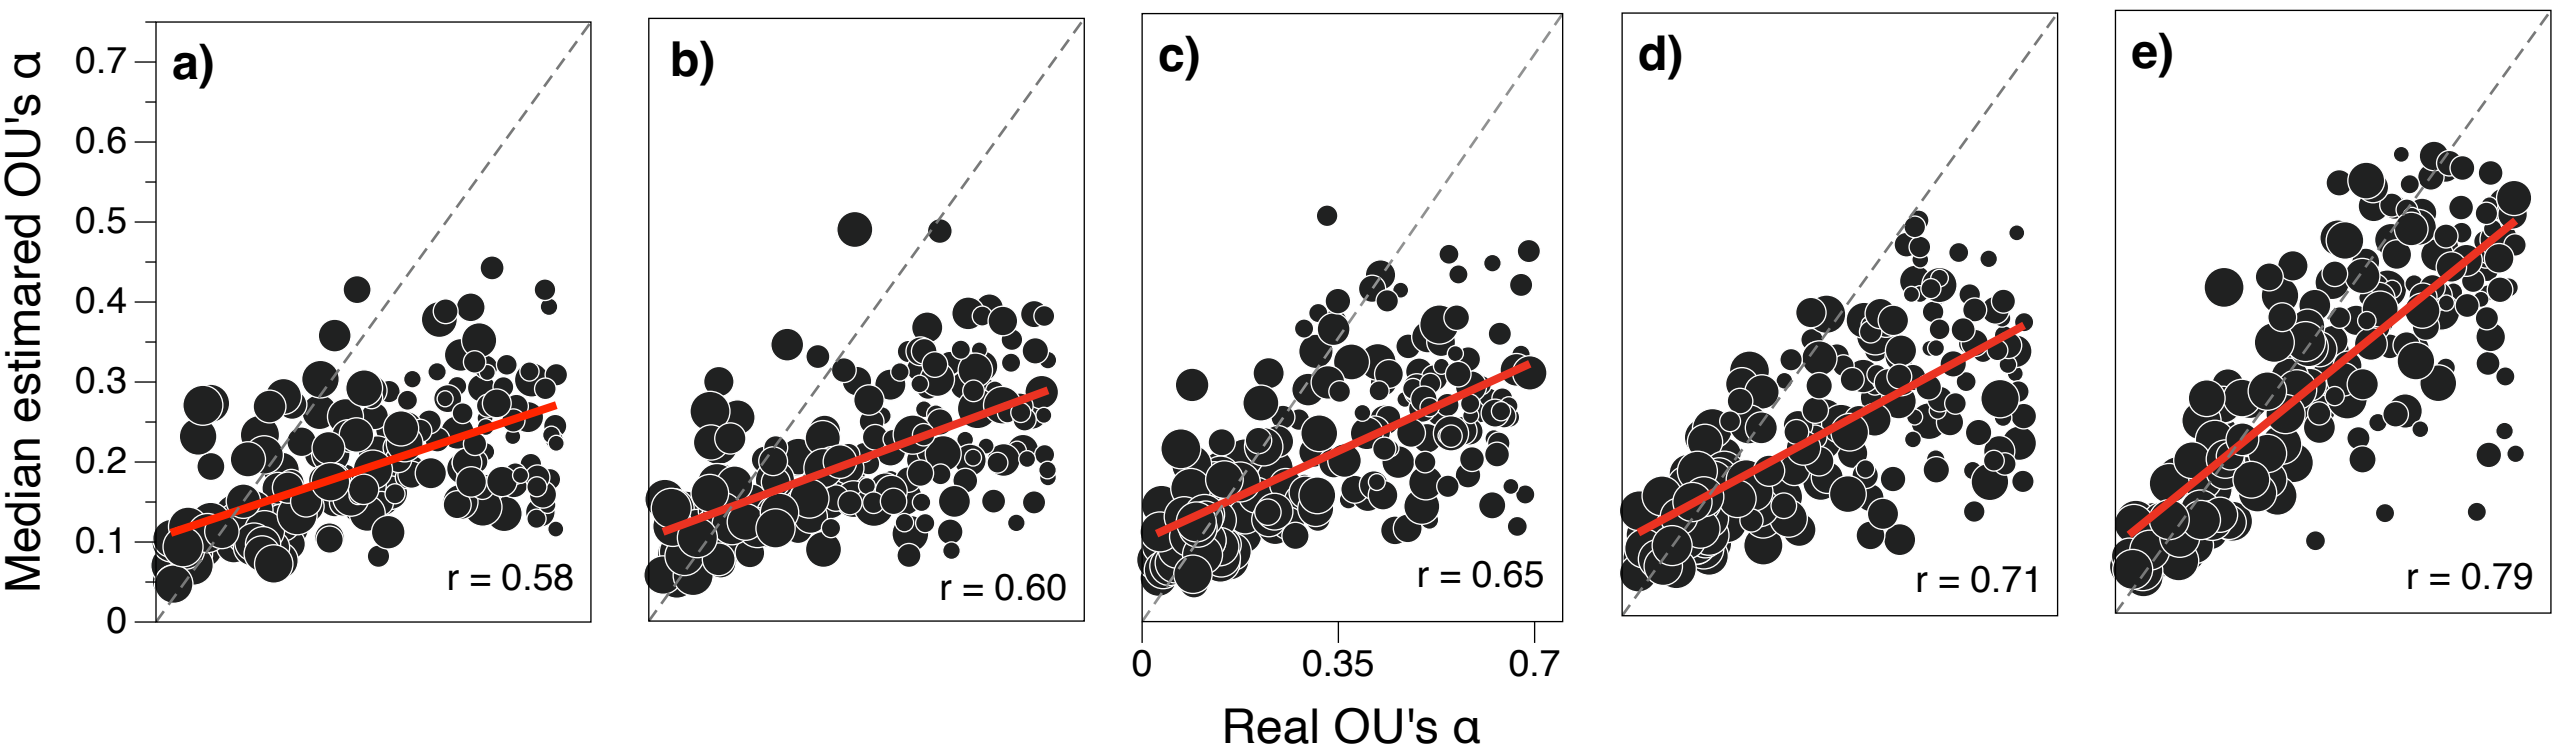 Median estimared OU's α
0.7
0.6
0.5
0.4
0.3
0.2
0.1
0
a)
r = 0.58
b)
r = 0.60
c)
r = 0.65
d)
r = 0.71
e)
r = 0.79
0 0.35 0.7
Real OU's α